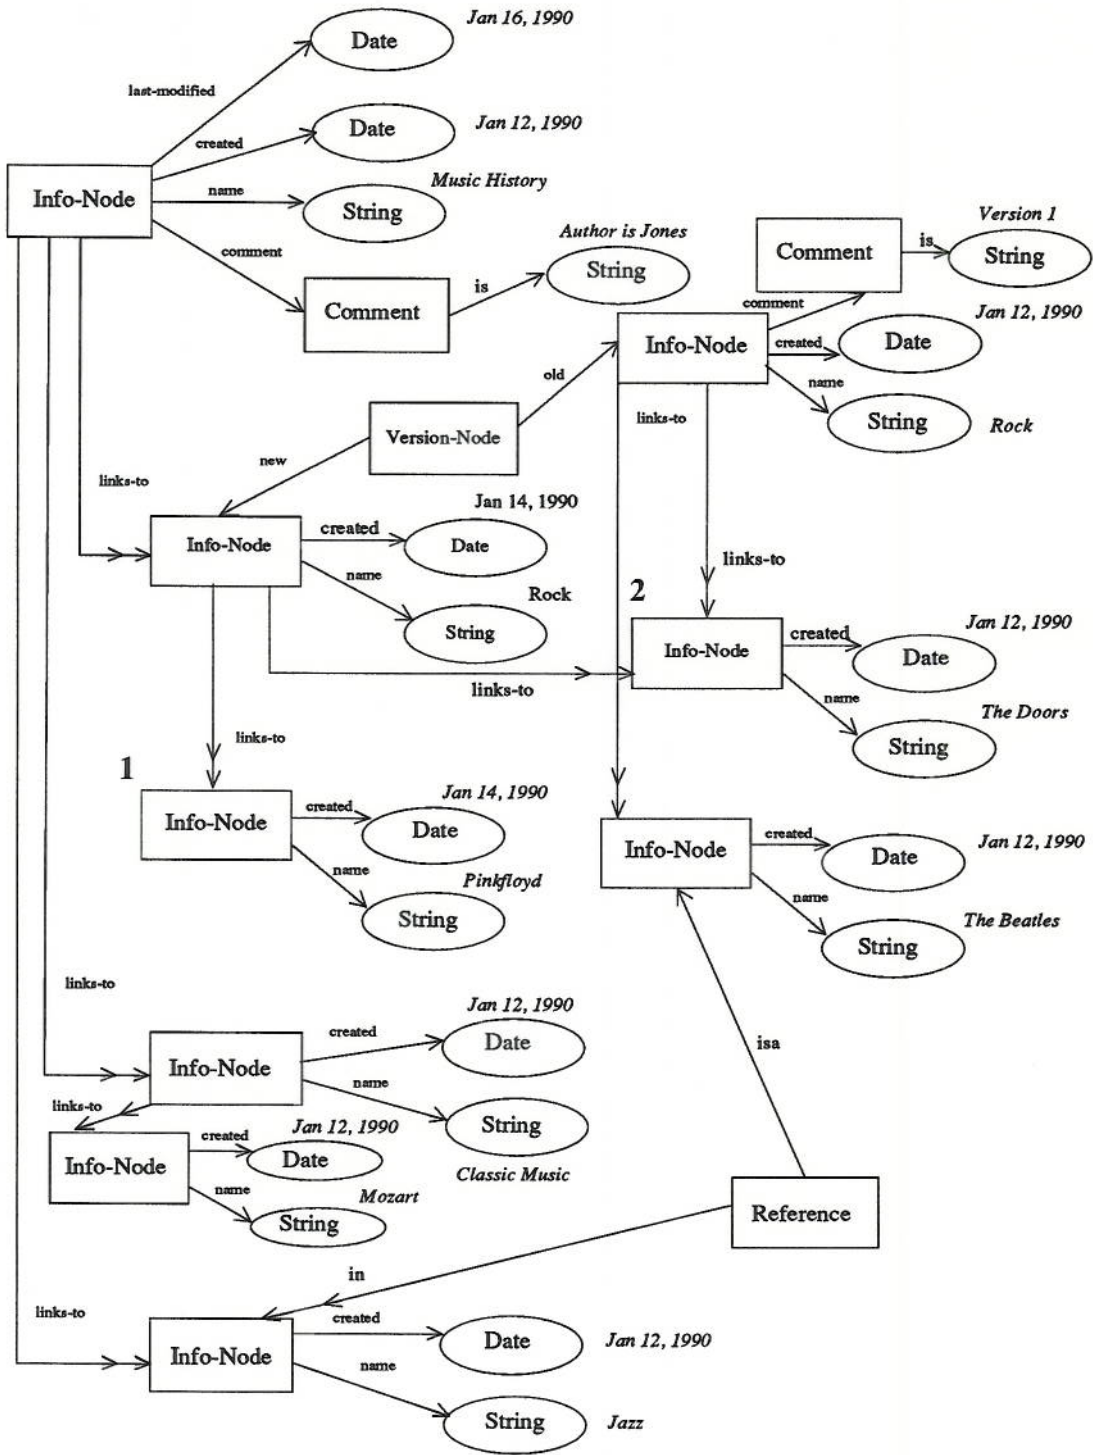 Jan 16, 1990
Date
last-modified
Jan 12, 1990
Date
created
Info-Node
name
Music History
String
comment
Author is Jones
String
is
Comment
Version 1
Comment
is
String
comment
Jan 12, 1990
Info-Node
created
Date
name
String
Rock
old
links-to
Version-Node
new
links-to
Jan 14, 1990
Info-Node
created
Date
name
Rock
String
links-to
links-to
2
Jan 12, 1990
created
Info-Node
Date
name
The Doors
String
links-to
1
Jan 14, 1990
Info-Node
created
Date
name
Pinkfloyd
String
Jan 12, 1990
created
Info-Node
Date
name
The Beatles
String
links-to
Jan 12, 1990
created
Date
Info-Node
name
String
Classic Music
isa
links-to
Jan 12, 1990
created
Info-Node
Date
name
Mozart
String
Reference
in
links-to
created
Date
Jan 12, 1990
Info-Node
name
String
Jazz